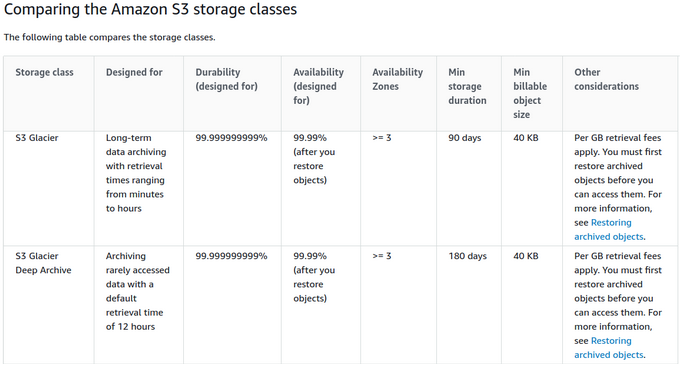 Comparing the Amazon S3 storage classes
The following table compares the storage classes.
Storage class
Designed for
Durability
(designed for)
Availability
(designed
for)
Availability
Zones
Min
storage
duration
Min
billable
object
size
Other
considerations
S3 Glacier
Long-term
data archiving
with retrieval
times ranging
from minutes
to hours
99.999999999%
99.99%
(after you
restore
objects)
>= 3
90 days
40 KB
Per GB retrieval fees
apply. You must first
restore archived
objects before you
can access them. For
more information,
see Restoring
archived objects.
S3 Glacier
Deep Archive
Archiving
rarely accessed
data with a
default
retrieval time
of 12 hours
99.999999999%
99.99%
(after you
restore
objects)
>= 3
180 days
40 KB
Per GB retrieval fees
apply. You must first
restore archived
objects before you
can access them. For
more information,
see Restoring
archived objects.